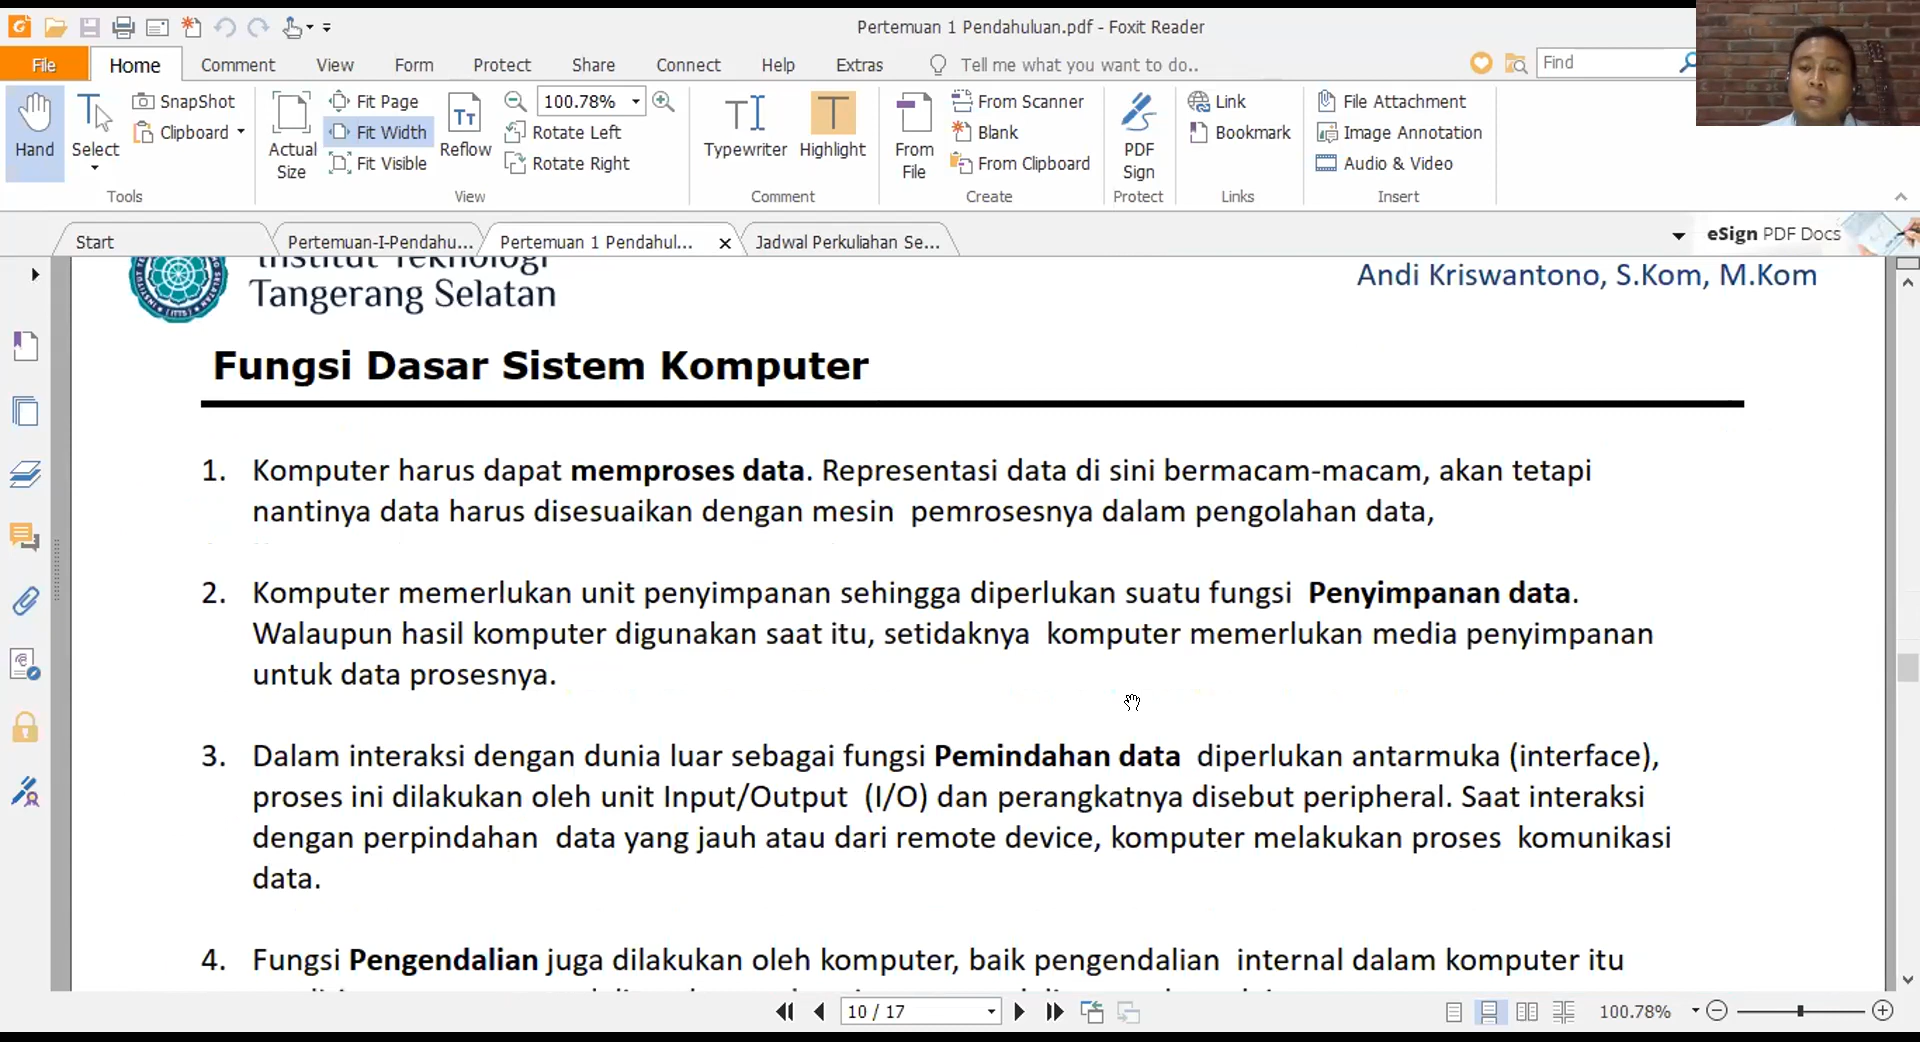 Pertemuan 1 Pendahuluan.pdf - Foxit Reader
File Home Comment View Form Protect Share Connect Help Extras Tell me what you want to do.. Find
Hand
Select
SnapShot
Clipboard
Tools
Actual Size
Fit Page
Fit Width
Fit Visible
Reflow
100.78%
Rotate Left
Rotate Right
View
Typewriter
Highlight
Comment
From File
From Scanner
Blank
From Clipboard
Create
PDF Sign
Protect
Link
Bookmark
Links
File Attachment
Image Annotation
Audio & Video
Insert
Start
Pertemuan-I-Pendahu...
Pertemuan 1 Pendahul...
Jadwal Perkuliahan Se...
eSign PDF Docs
Institut Teknologi
Tangerang Selatan
Andi Kriswantono, S.Kom, M.Kom
Fungsi Dasar Sistem Komputer
1. Komputer harus dapat memproses data. Representasi data di sini bermacam-macam, akan tetapi
nantinya data harus disesuaikan dengan mesin pemrosesnya dalam pengolahan data,
2. Komputer memerlukan unit penyimpanan sehingga diperlukan suatu fungsi Penyimpanan data.
Walaupun hasil komputer digunakan saat itu, setidaknya komputer memerlukan media penyimpanan
untuk data prosesnya.
3. Dalam interaksi dengan dunia luar sebagai fungsi Pemindahan data diperlukan antarmuka (interface),
proses ini dilakukan oleh unit Input/Output (I/O) dan perangkatnya disebut peripheral. Saat interaksi
dengan perpindahan data yang jauh atau dari remote device, komputer melakukan proses komunikasi
data.
4. Fungsi Pengendalian juga dilakukan oleh komputer, baik pengendalian internal dalam komputer itu
10 / 17
100.78%